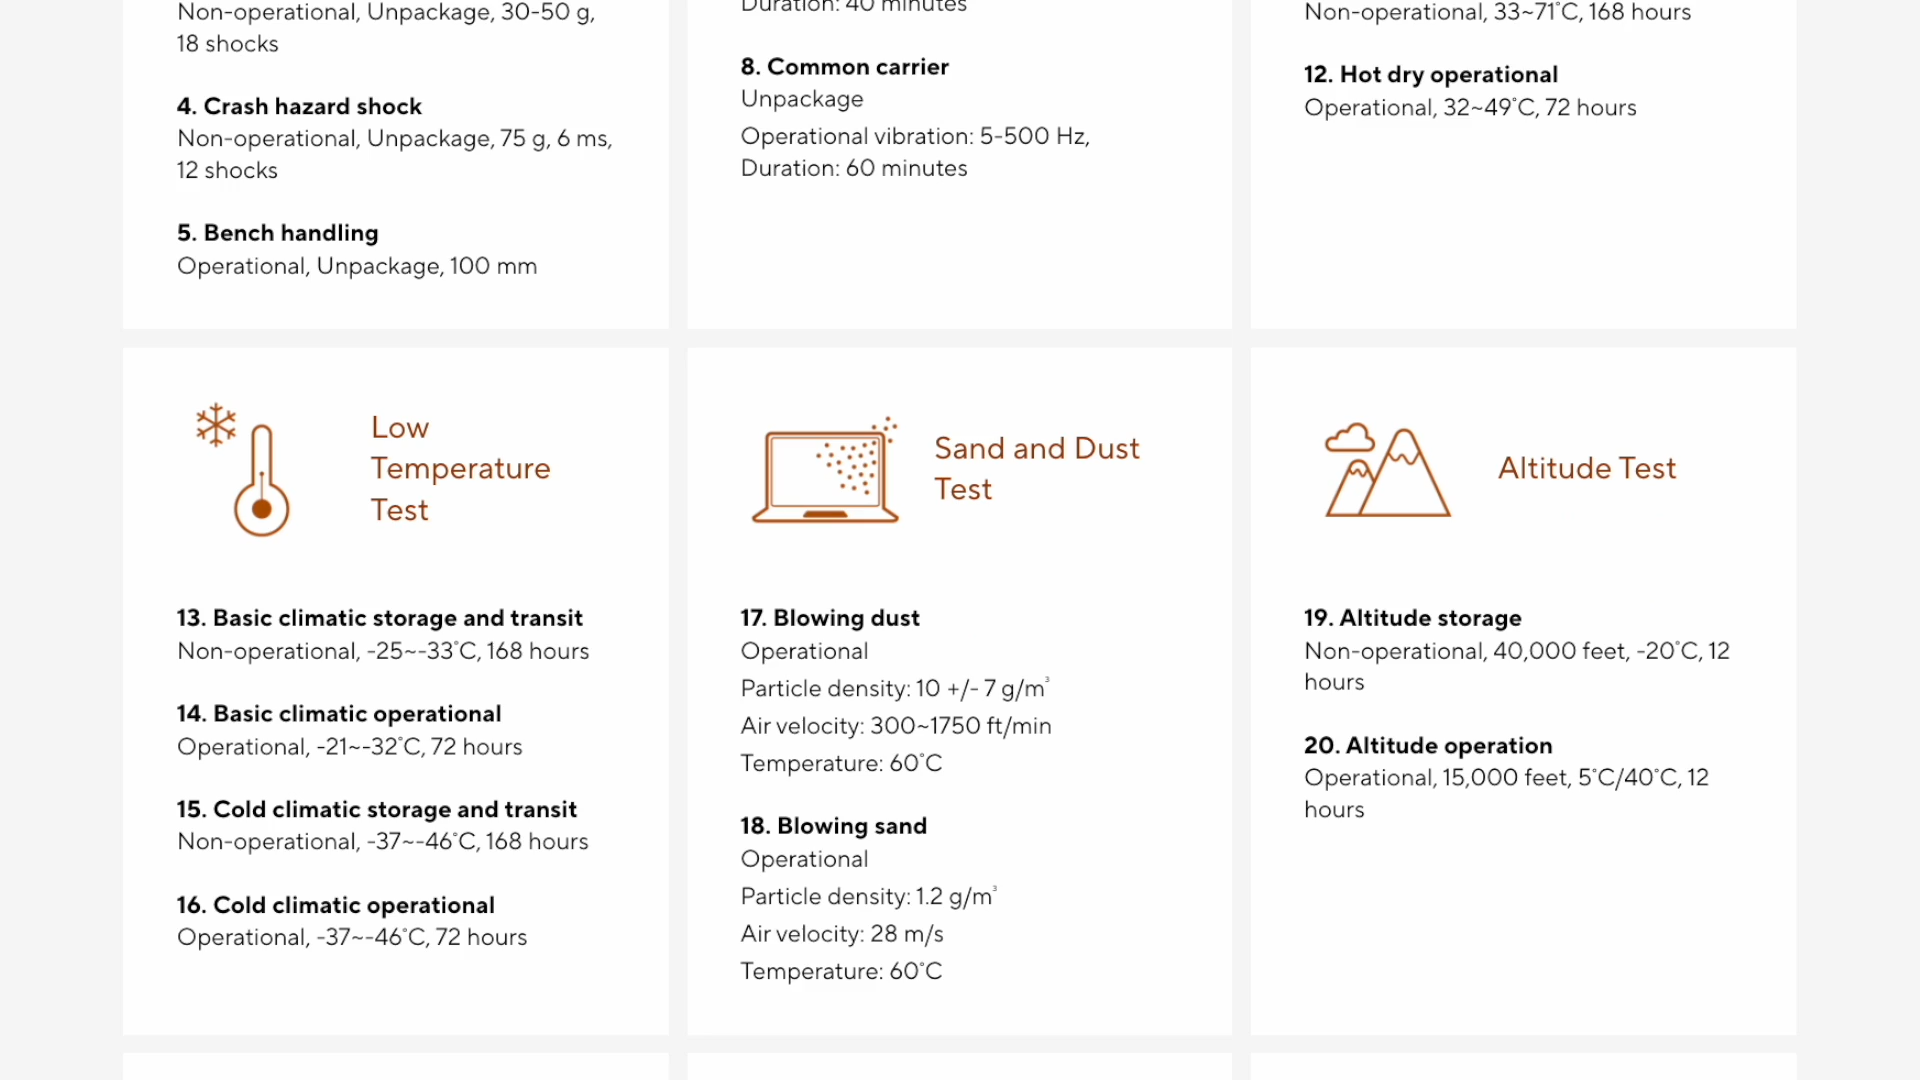 Non-operational, Unpackage, 30-50 g,
18 shocks
4. Crash hazard shock
Non-operational, Unpackage, 75 g, 6 ms,
12 shocks
5. Bench handling
Operational, Unpackage, 100 mm
Duration: 40 minutes
8. Common carrier
Unpackage
Operational vibration: 5-500 Hz,
Duration: 60 minutes
Non-operational, 33~71°C, 168 hours
12. Hot dry operational
Operational, 32~49°C, 72 hours
Low
Temperature
Test
13. Basic climatic storage and transit
Non-operational, -25~-33°C, 168 hours
14. Basic climatic operational
Operational, -21~-32°C, 72 hours
15. Cold climatic storage and transit
Non-operational, -37~-46°C, 168 hours
16. Cold climatic operational
Operational, -37~-46°C, 72 hours
Sand and Dust
Test
17. Blowing dust
Operational
Particle density: 10 +/- 7 g/m³
Air velocity: 300~1750 ft/min
Temperature: 60°C
18. Blowing sand
Operational
Particle density: 1.2 g/m³
Air velocity: 28 m/s
Temperature: 60°C
Altitude Test
19. Altitude storage
Non-operational, 40,000 feet, -20°C, 12
hours
20. Altitude operation
Operational, 15,000 feet, 5°C/40°C, 12
hours